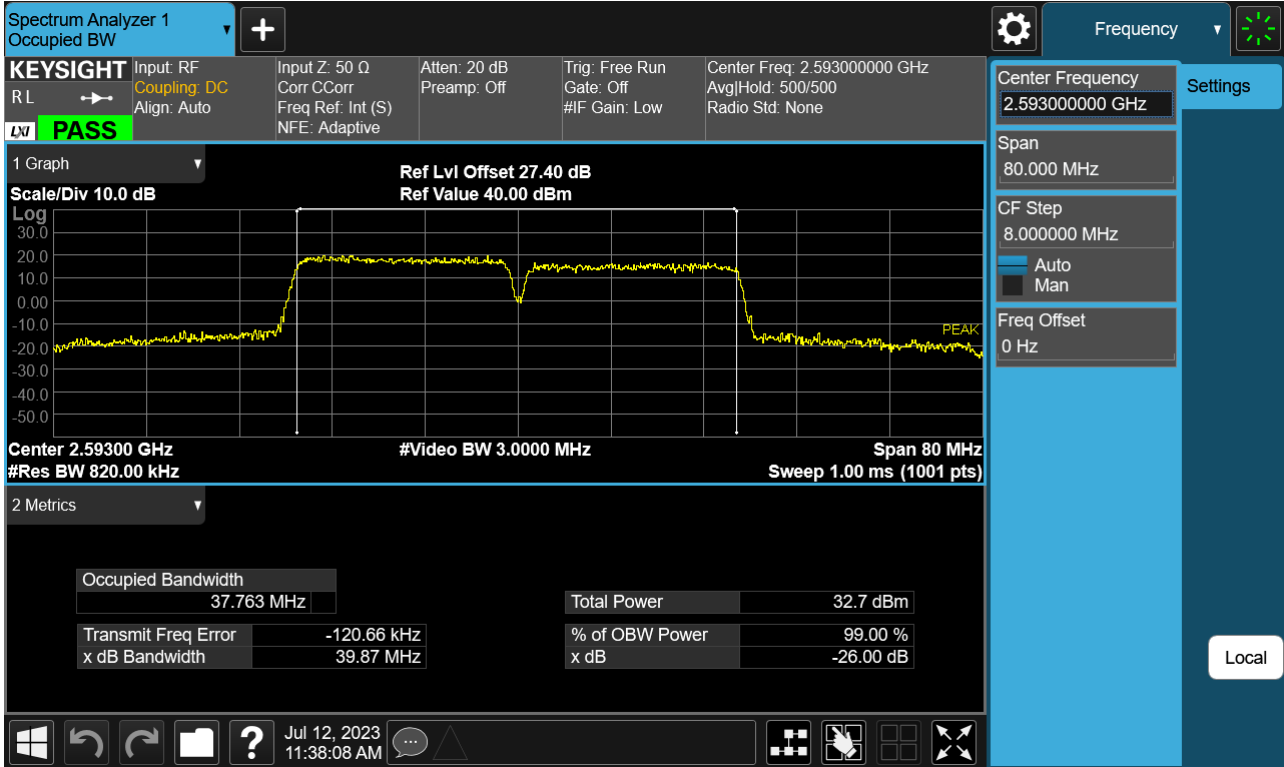 Spectrum Analyzer 1
Occupied BW
+
Frequency
KEYSIGHT
R L
LXI
PASS
Input: RF
Coupling: DC
Align: Auto
Input Z: 50 Ω
Corr CCorr
Freq Ref: Int (S)
NFE: Adaptive
Atten: 20 dB
Preamp: Off
Trig: Free Run
Gate: Off
#IF Gain: Low
Center Freq: 2.593000000 GHz
Avg|Hold: 500/500
Radio Std: None
Center Frequency
2.593000000 GHz
Settings
Span
80.000 MHz
CF Step
8.000000 MHz
Auto
Man
Freq Offset
0 Hz
1 Graph
Scale/Div 10.0 dB
Ref Lvl Offset 27.40 dB
Ref Value 40.00 dBm
Log
30.0
20.0
10.0
0.00
-10.0
-20.0
-30.0
-40.0
-50.0
PEAK
Center 2.59300 GHz
#Video BW 3.0000 MHz
Span 80 MHz
#Res BW 820.00 kHz
Sweep 1.00 ms (1001 pts)
2 Metrics
Occupied Bandwidth
37.763 MHz
Total Power 32.7 dBm
Transmit Freq Error -120.66 kHz
% of OBW Power 99.00 %
x dB Bandwidth 39.87 MHz
x dB -26.00 dB
Local
?
Jul 12, 2023
11:38:08 AM